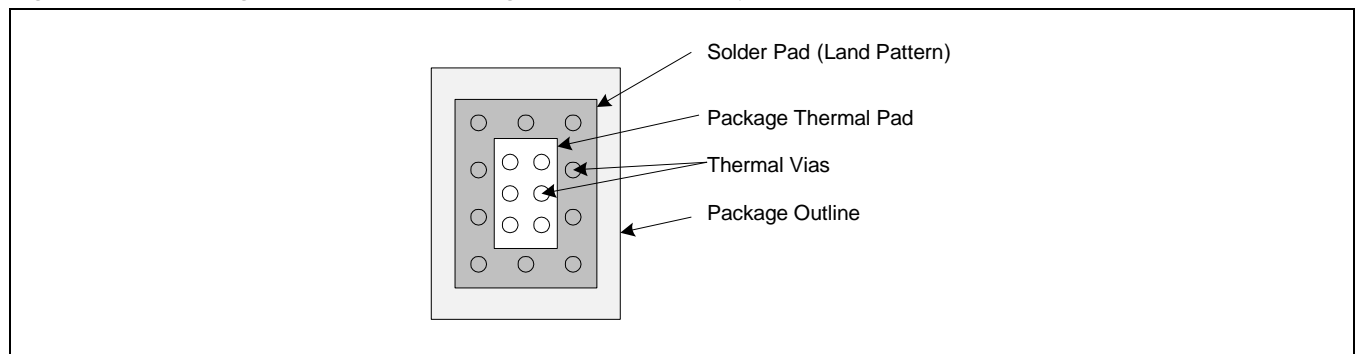 Solder Pad (Land Pattern)
Package Thermal Pad
Thermal Vias
Package Outline